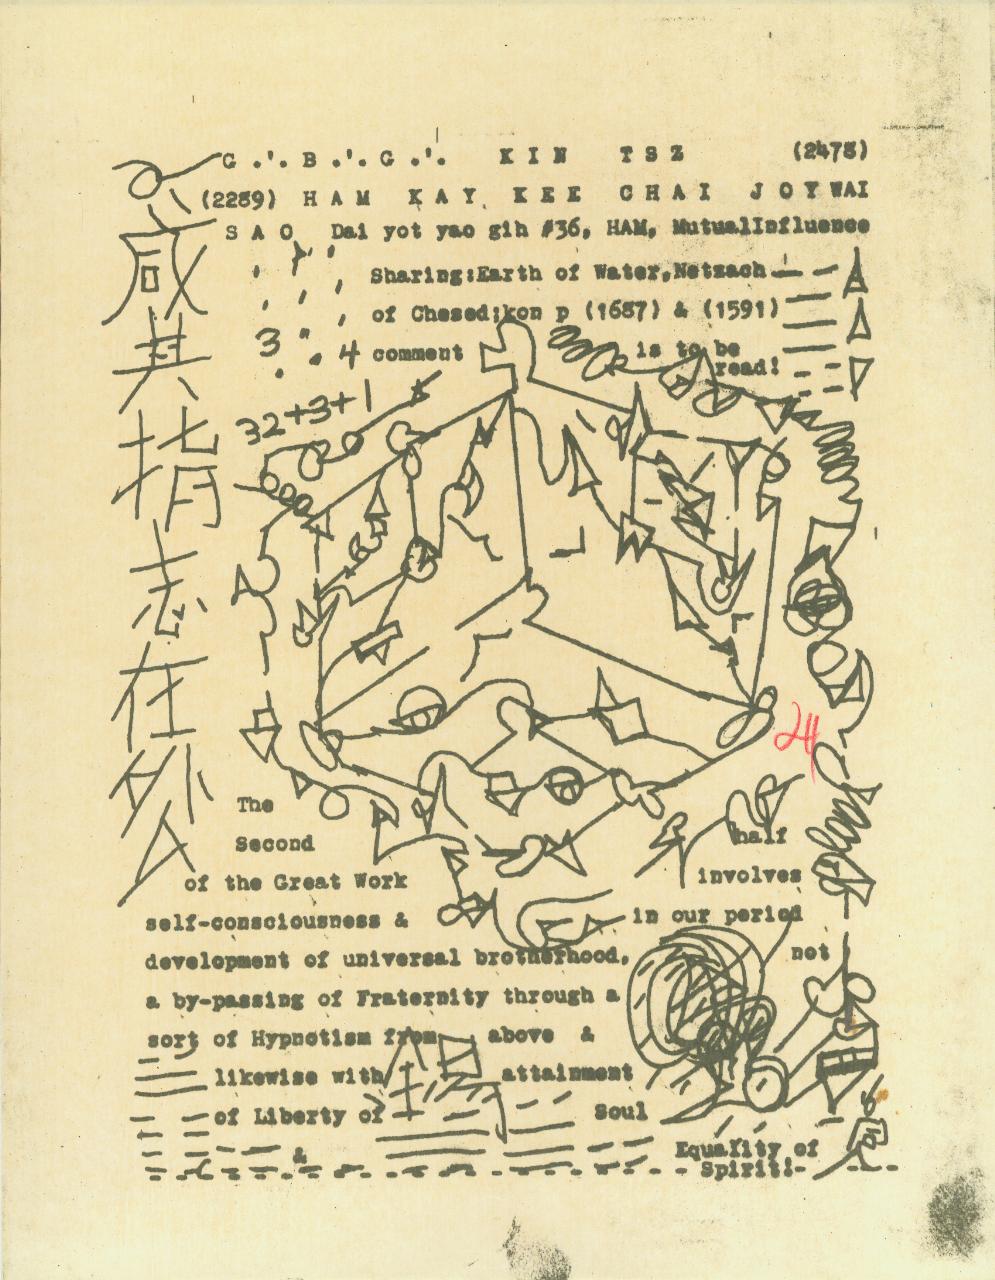 G.'. B.'. G.'. KIN TSZ (2475)
(2259) HAM KAY KEE CHAI JOY WAI
SAO Dai yot yao gih #36, HAM, MutualInfluence
Sharing:Earth of Water,Netzach
of Chesed;kon p (1687) & (1591)
3 " 4 comment is to be
read!
32+3+1
咸其指志在外人
24
The
Second half
of the Great Work involves
self-consciousness & in our period
development of universal brotherhood, not
a by-passing of Fraternity through a
sort of Hypnotism from above &
likewise with attainment
of Liberty of Soul
& Equality of
Spirit!-